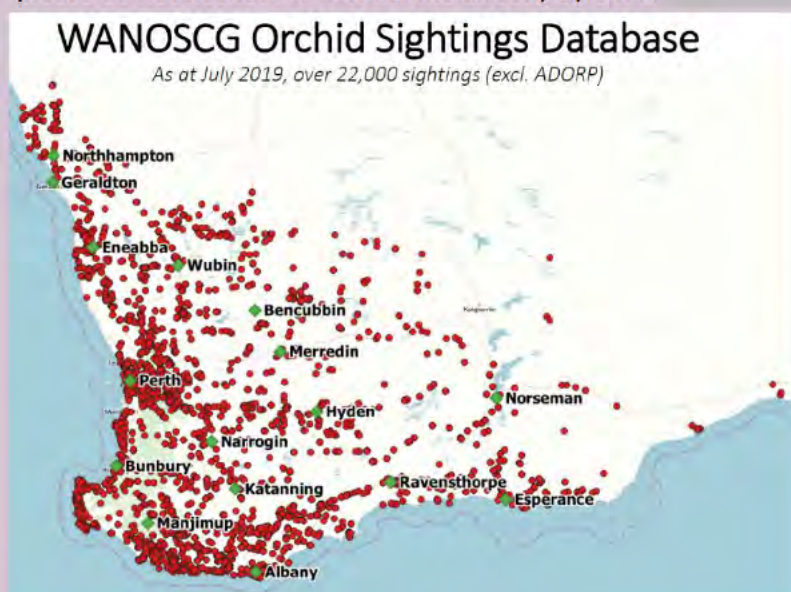 WANOSCG Orchid Sightings Database
As at July 2019, over 22,000 sightings (excl. ADORP)
Northhampton
Geraldton
Eneabba
Wubin
Bencubbin
Kalgoorlie
Merredin
Perth
Norseman
Hyden
Narrogin
Bunbury
Ravensthorpe
Katanning
Esperance
Manjimup
Albany